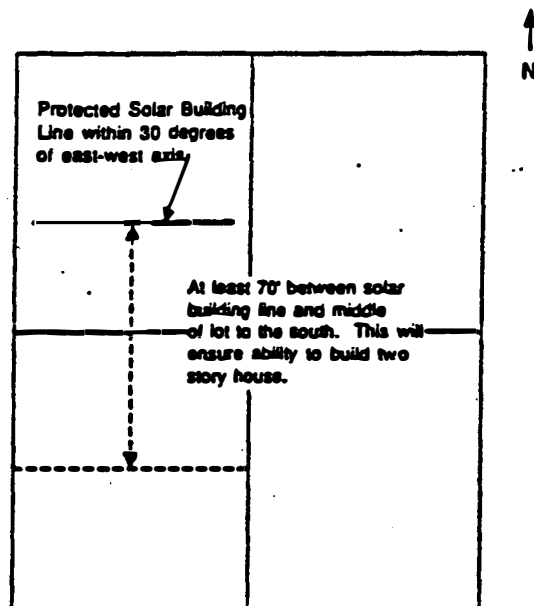 N
Protected Solar Building
Line within 30 degrees
of east-west axis
At least 70' between solar
building line and middle
of lot to the south. This will
ensure ability to build two
story house.